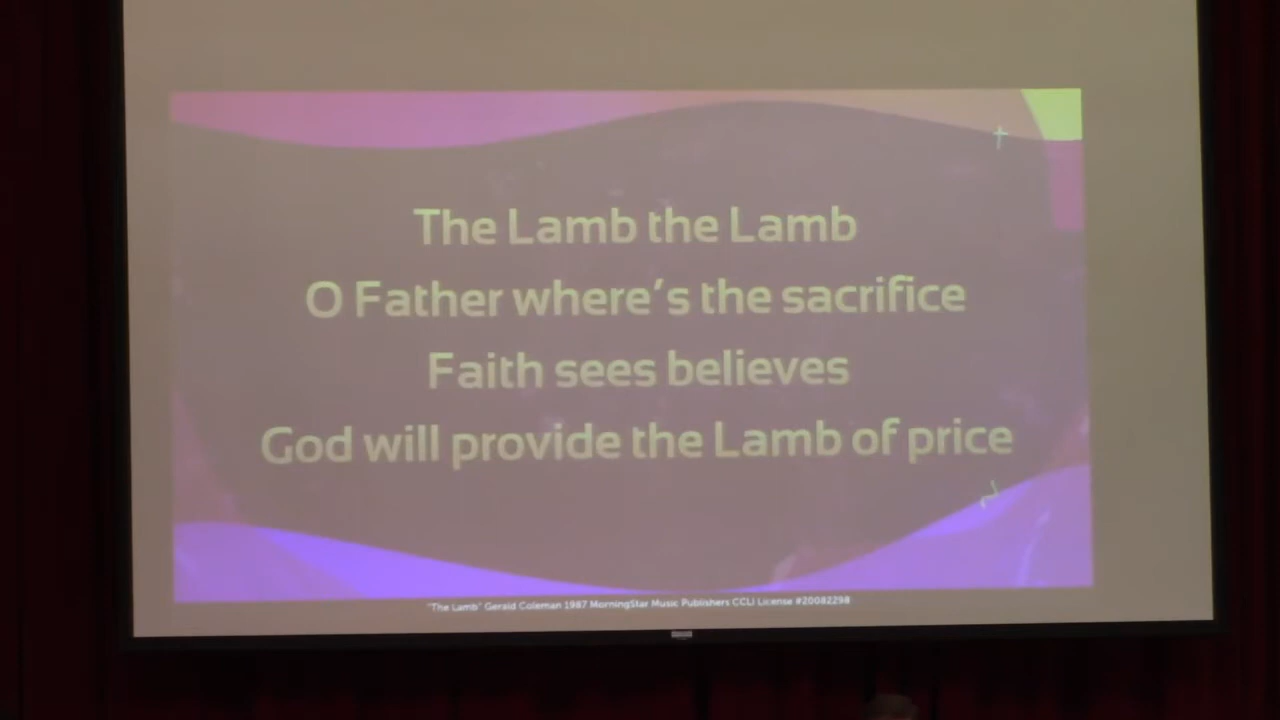 The Lamb the Lamb
O Father where's the sacrifice
Faith sees believes
God will provide the Lamb of price
"The Lamb" Gerald Coleman 1987 MorningStar Music Publishers CCLI License #20082298